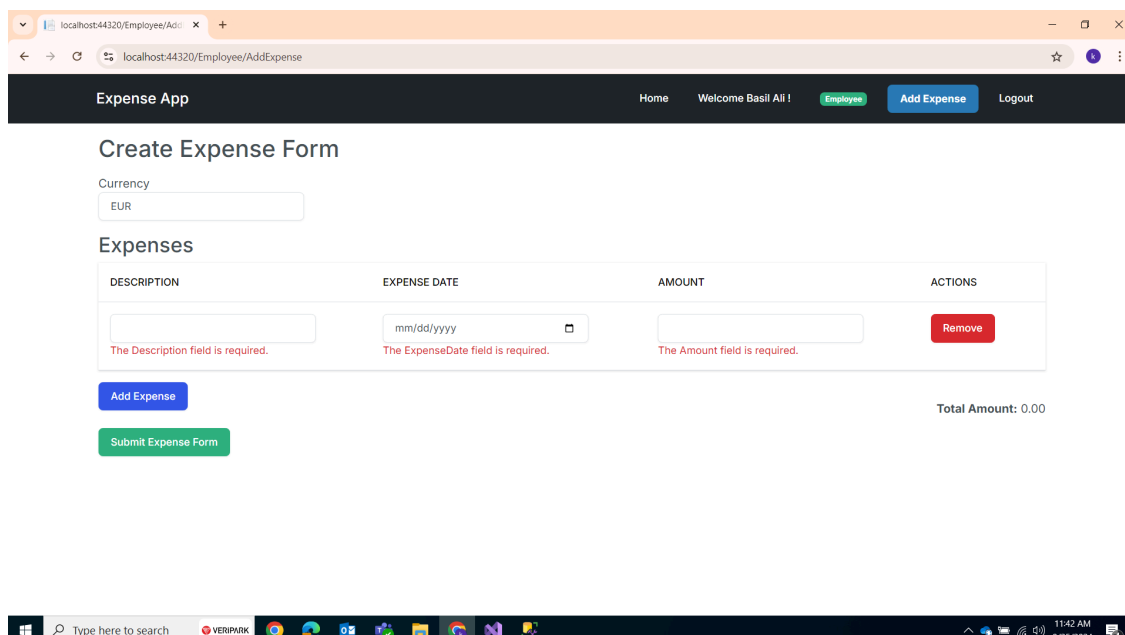 localhost:44320/Employee/Add
localhost:44320/Employee/AddExpense
k
Expense App
Home
Welcome Basil Ali !
Employee
Add Expense
Logout
Create Expense Form
Currency
EUR
Expenses
DESCRIPTION
EXPENSE DATE
AMOUNT
ACTIONS
mm/dd/yyyy
Remove
The Description field is required.
The ExpenseDate field is required.
The Amount field is required.
Add Expense
Total Amount: 0.00
Submit Expense Form
Type here to search
VERIPARK
11:42 AM